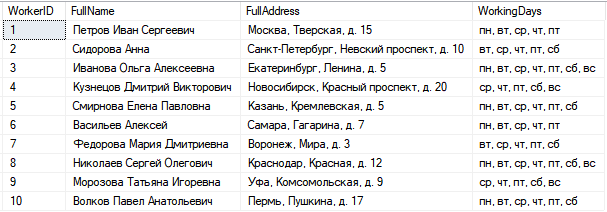 WorkerID FullName FullAddress WorkingDays
1 Петров Иван Сергеевич Москва, Тверская, д. 15 пн, вт, ср, чт, пт
2 Сидорова Анна Санкт-Петербург, Невский проспект, д. 10 вт, ср, чт, пт, сб
3 Иванова Ольга Алексеевна Екатеринбург, Ленина, д. 5 пн, вт, ср, чт, пт, сб, вс
4 Кузнецов Дмитрий Викторович Новосибирск, Красный проспект, д. 20 ср, чт, пт, сб, вс
5 Смирнова Елена Павловна Казань, Кремлевская, д. 5 пн, вт, ср, чт, пт, сб
6 Васильев Алексей Самара, Гагарина, д. 7 пн, вт, ср, чт, пт
7 Федорова Мария Дмитриевна Воронеж, Мира, д. 3 вт, ср, чт, пт, сб
8 Николаев Сергей Олегович Краснодар, Красная, д. 12 пн, вт, ср, чт, пт, сб, вс
9 Морозова Татьяна Игоревна Уфа, Комсомольская, д. 9 ср, чт, пт, сб, вс
10 Волков Павел Анатольевич Пермь, Пушкина, д. 17 пн, вт, ср, чт, пт, сб